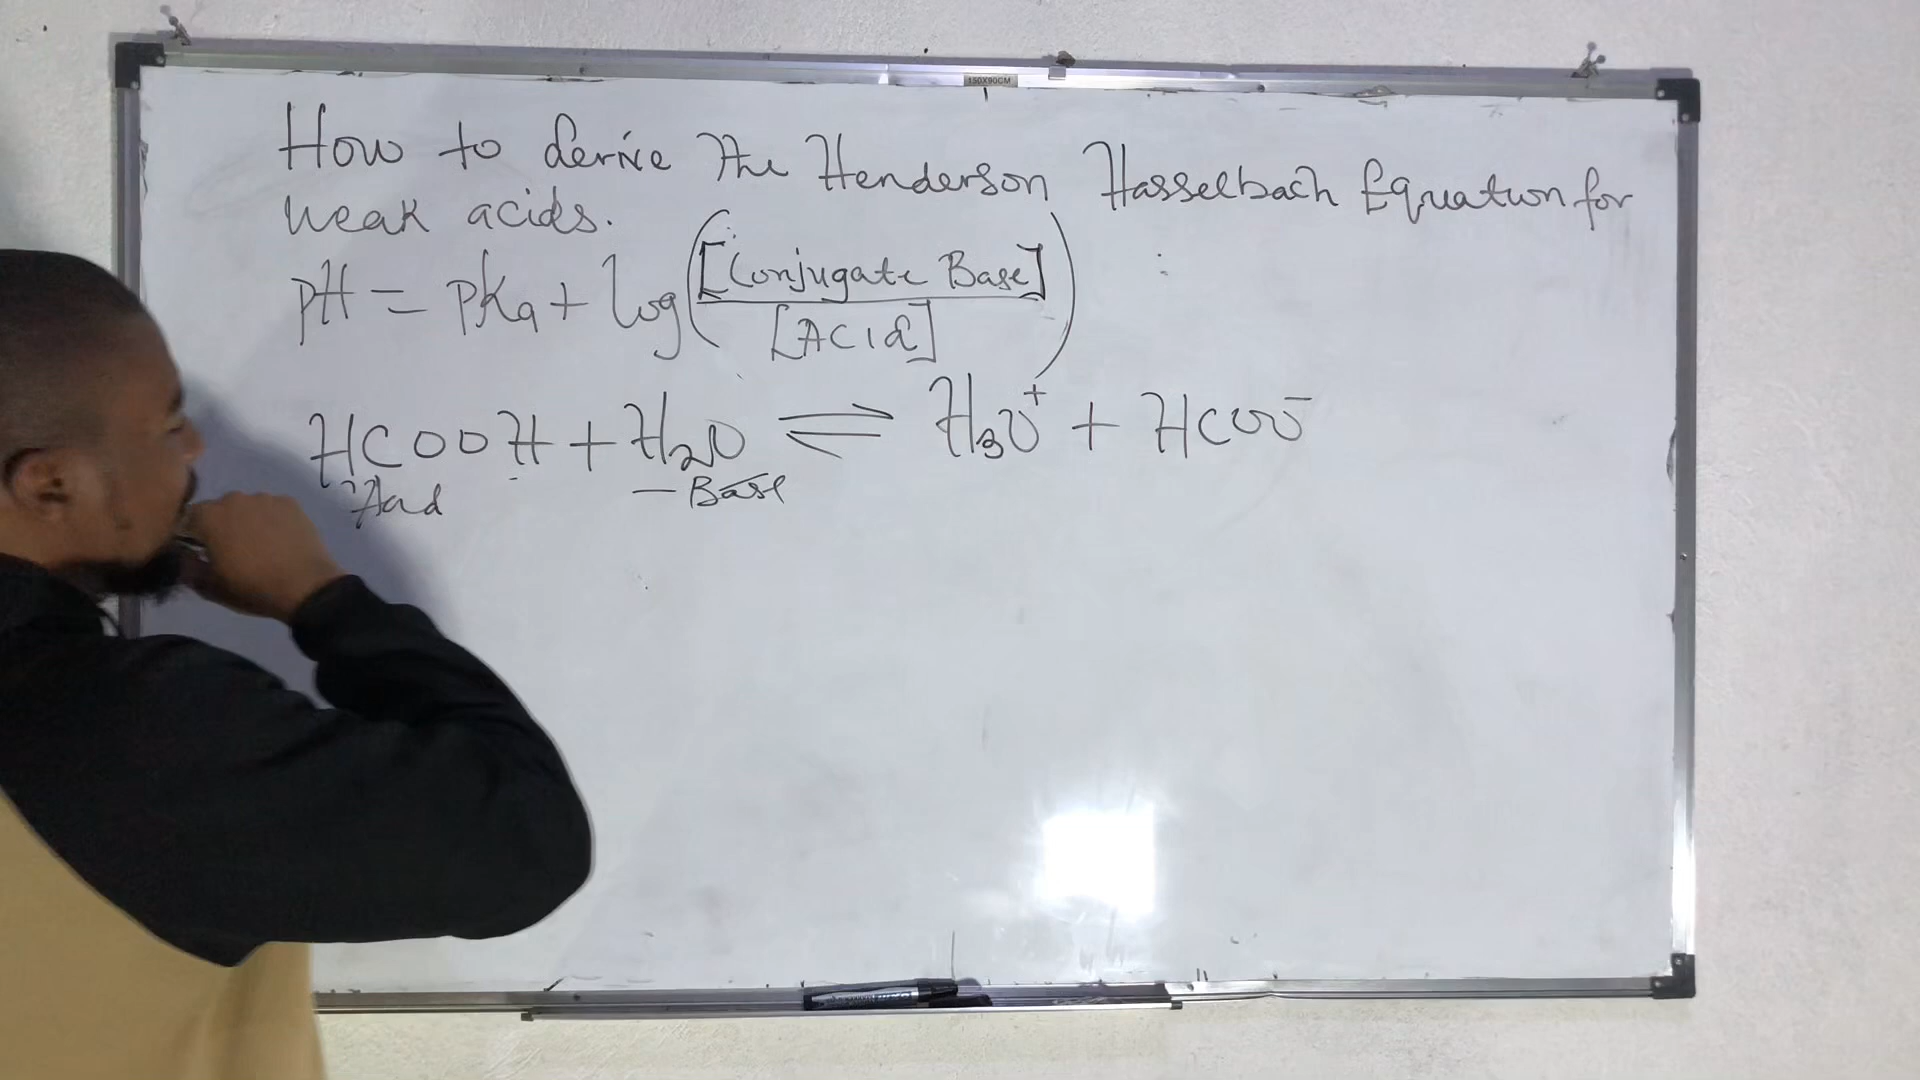 150X90CM
How to derive the Henderson Hasselbach Equation for
weak acids.
pH = pKa + log([Conjugate Base]/[Acid])
HCOOH + H₂O ⇌ H₃O⁺ + HCOO⁻
Acid — Base